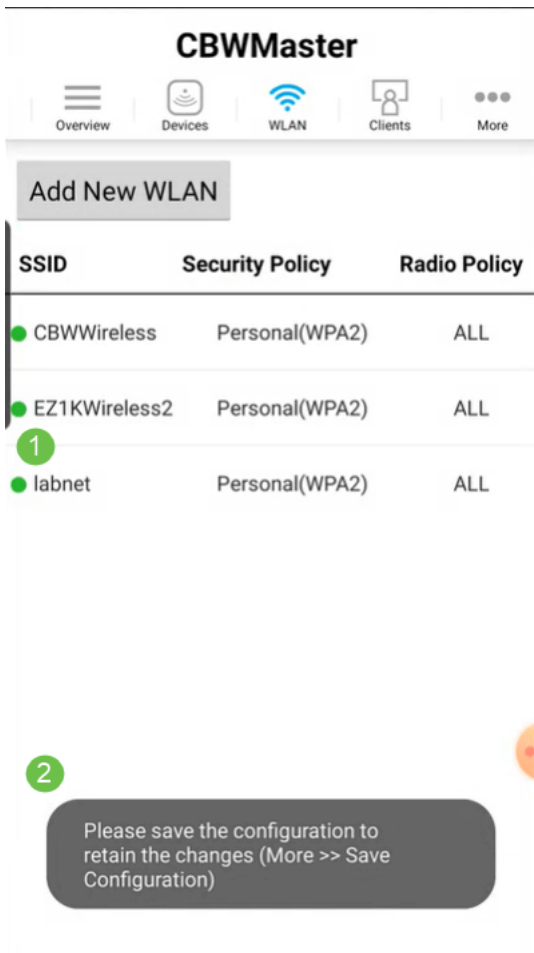 CBWMaster
Overview Devices WLAN Clients More
Add New WLAN
SSID Security Policy Radio Policy
CBWWireless Personal(WPA2) ALL
EZ1KWireless2 Personal(WPA2) ALL
1
labnet Personal(WPA2) ALL
2
Please save the configuration to
retain the changes (More >> Save
Configuration)